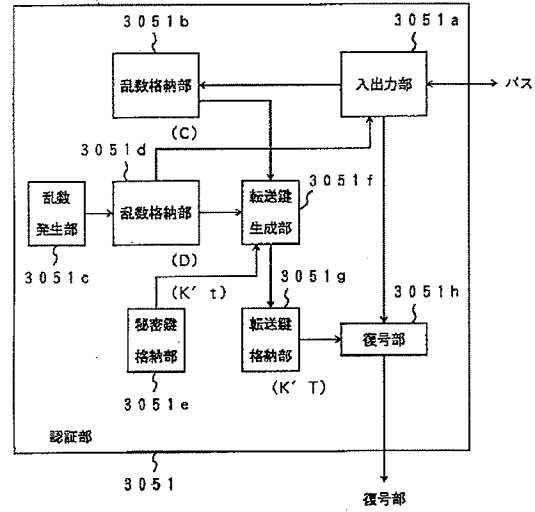 3051b
3051a
乱数格納部
入出力部
バス
(C)
3051d
3051f
乱数
発生部
乱数格納部
転送鍵
生成部
3051c
(D)
(K' t)
3051g
3051h
秘密鍵
格納部
転送鍵
格納部
復号部
(K' T)
3051e
認証部
3051
復号部